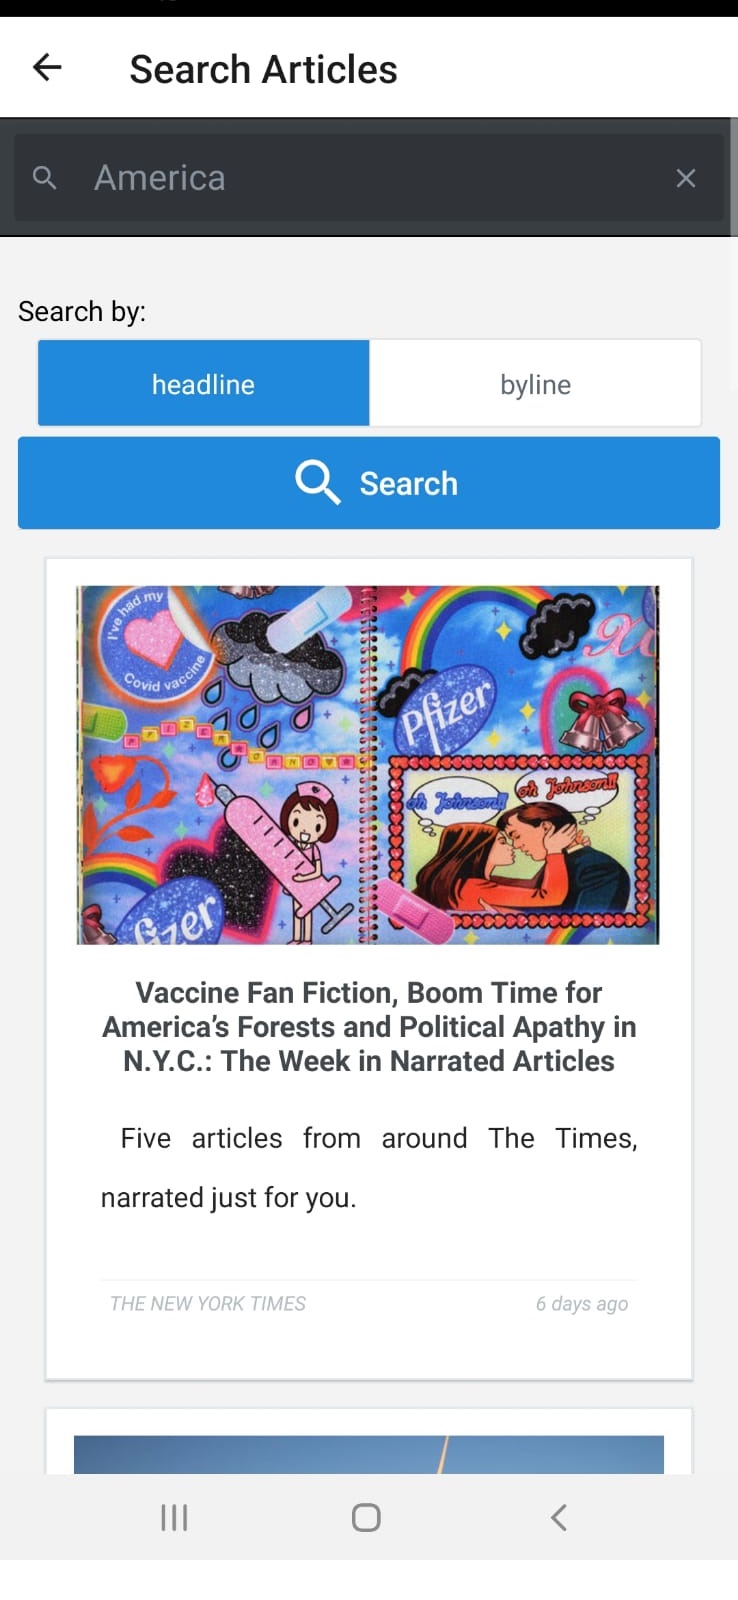 Search Articles
America
Search by:
headline
byline
Search
I've had my
Covid vaccine
Pfizer
oh Johnson!!
oh Johnson!!
Vaccine Fan Fiction, Boom Time for
America's Forests and Political Apathy in
N.Y.C.: The Week in Narrated Articles
Five articles from around The Times,
narrated just for you.
THE NEW YORK TIMES
6 days ago